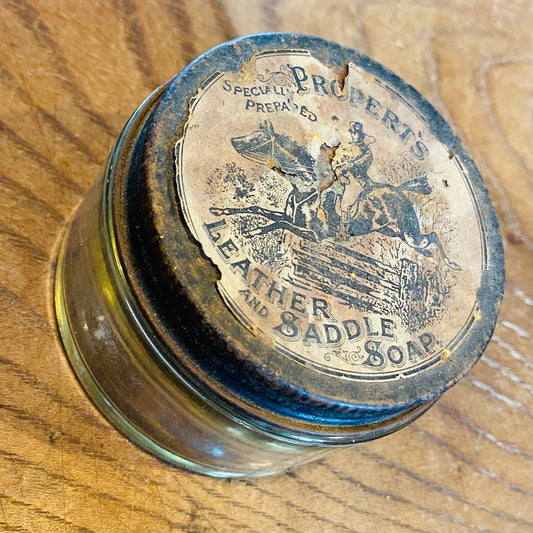 PROPERT'S
SPECIALLY
PREPARED
LEATHER
AND SADDLE
SOAP.